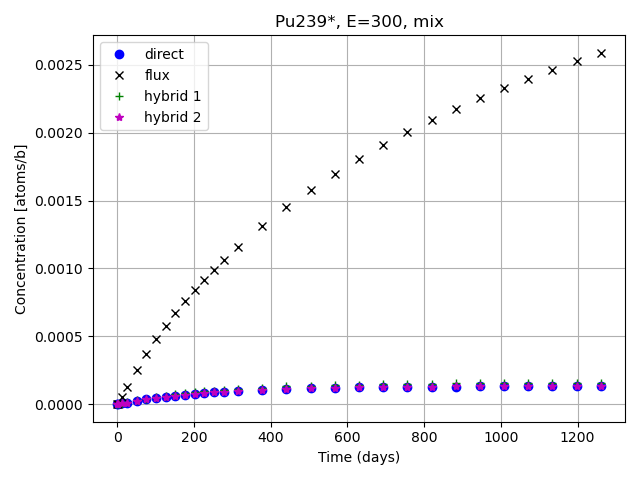 Pu239*, E=300, mix
direct
flux
hybrid 1
hybrid 2
Concentration [atoms/b]
0.0025
0.0020
0.0015
0.0010
0.0005
0.0000
0 200 400 600 800 1000 1200
Time (days)